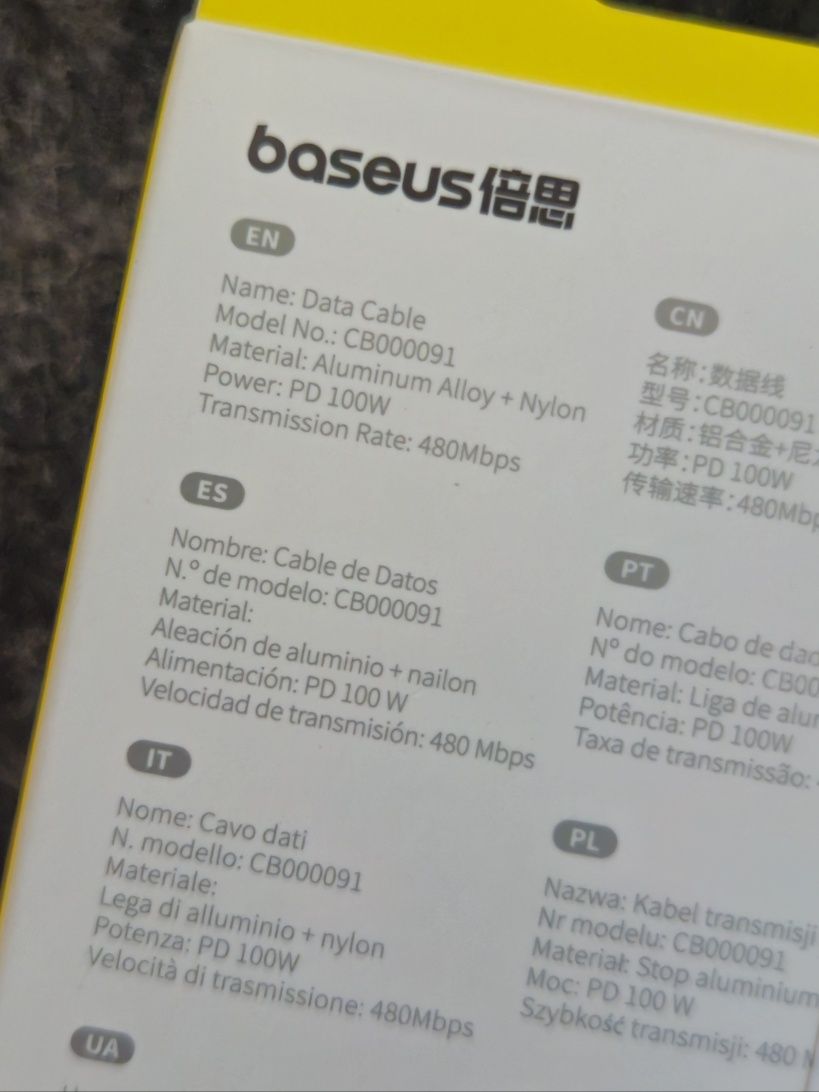 baseus倍思
EN
Name: Data Cable
Model No.: CB000091
Material: Aluminum Alloy + Nylon
Power: PD 100W
Transmission Rate: 480Mbps
CN
名称:数据线
型号:CB000091
材质:铝合金+尼
功率:PD 100W
传输速率:480Mbp
ES
Nombre: Cable de Datos
N.º de modelo: CB000091
Material:
Aleación de aluminio + nailon
Alimentación: PD 100 W
Velocidad de transmisión: 480 Mbps
PT
Nome: Cabo de dad
Nº do modelo: CB00
Material: Liga de alu
Potência: PD 100W
Taxa de transmissão:
IT
Nome: Cavo dati
N. modello: CB000091
Materiale:
Lega di alluminio + nylon
Potenza: PD 100W
Velocità di trasmissione: 480Mbps
PL
Nazwa: Kabel transmisji
Nr modelu: CB000091
Materiał: Stop aluminium
Moc: PD 100 W
Szybkość transmisji: 480
UA